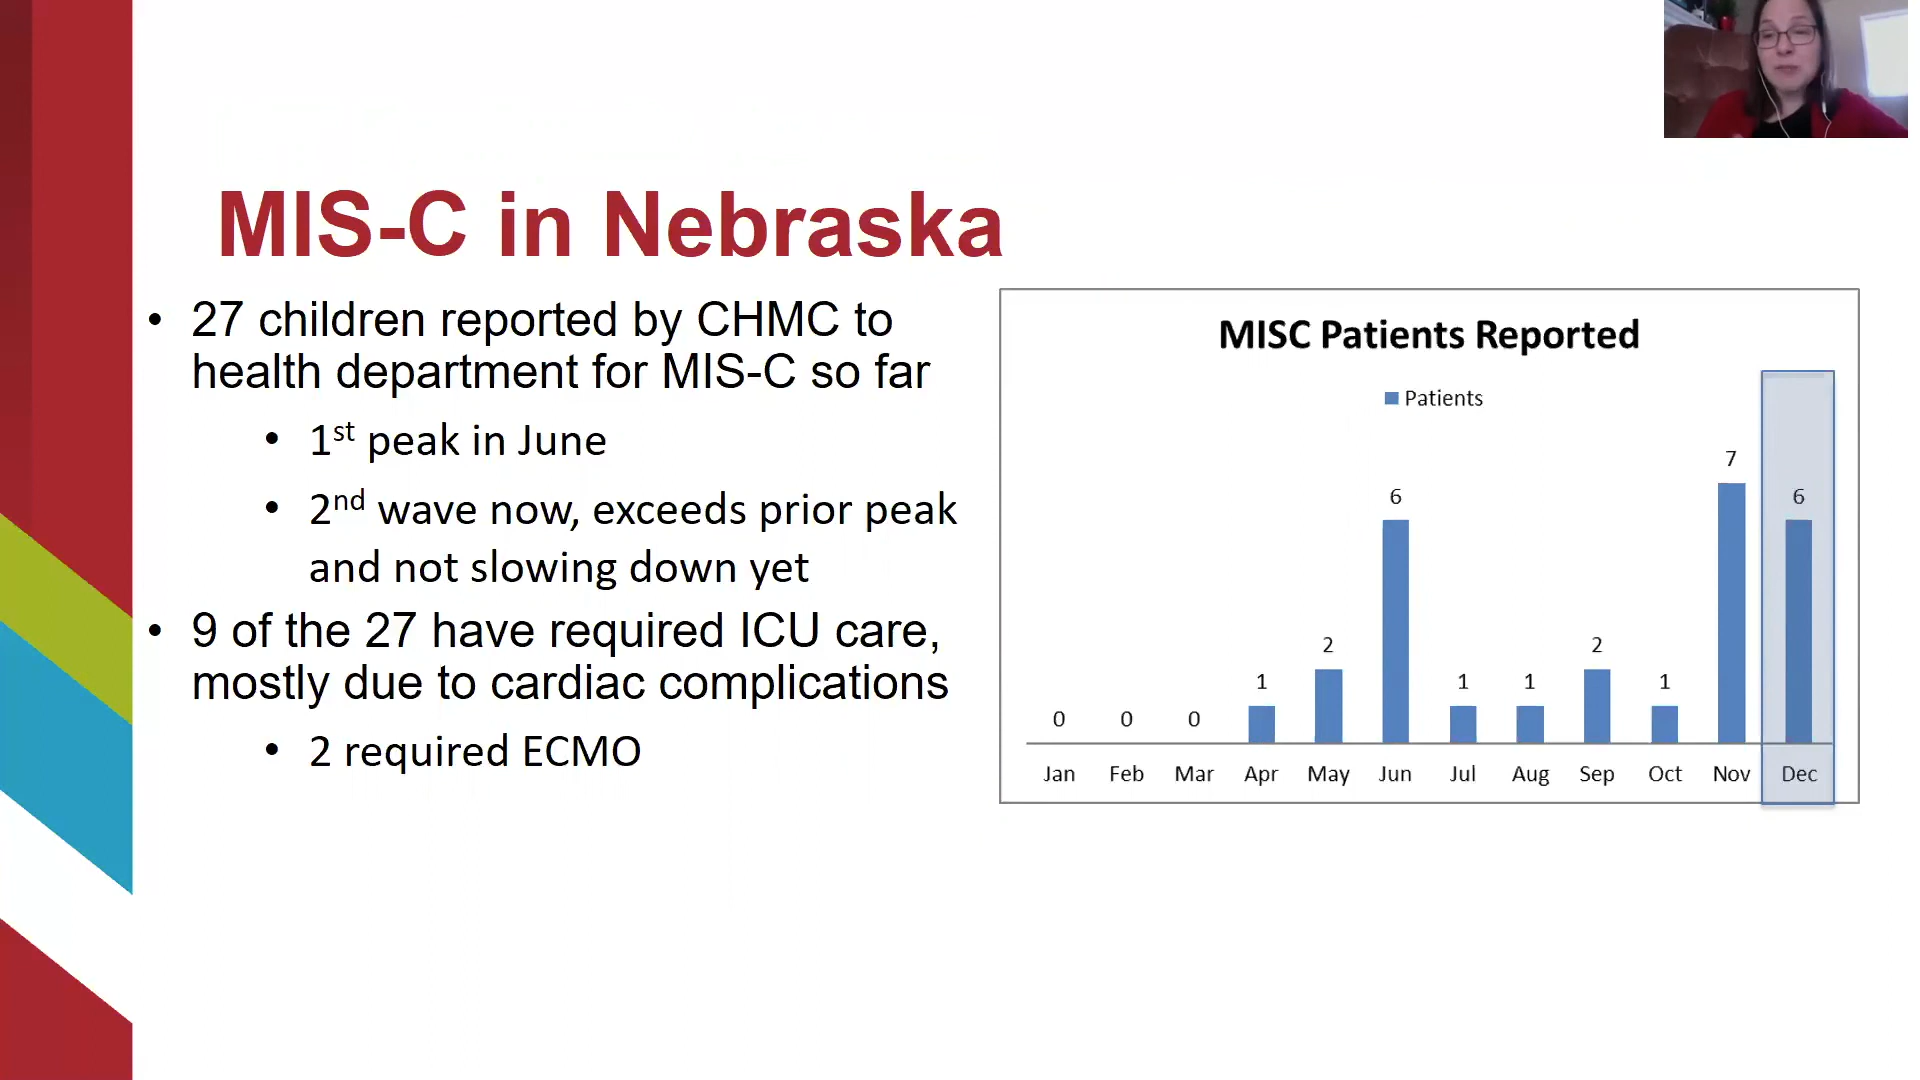 MIS-C in Nebraska
• 27 children reported by CHMC to
health department for MIS-C so far
• 1st peak in June
• 2nd wave now, exceeds prior peak
and not slowing down yet
• 9 of the 27 have required ICU care,
mostly due to cardiac complications
• 2 required ECMO
MISC Patients Reported
Patients
0 0 0 1 2 6 1 1 2 1 7 6
Jan Feb Mar Apr May Jun Jul Aug Sep Oct Nov Dec